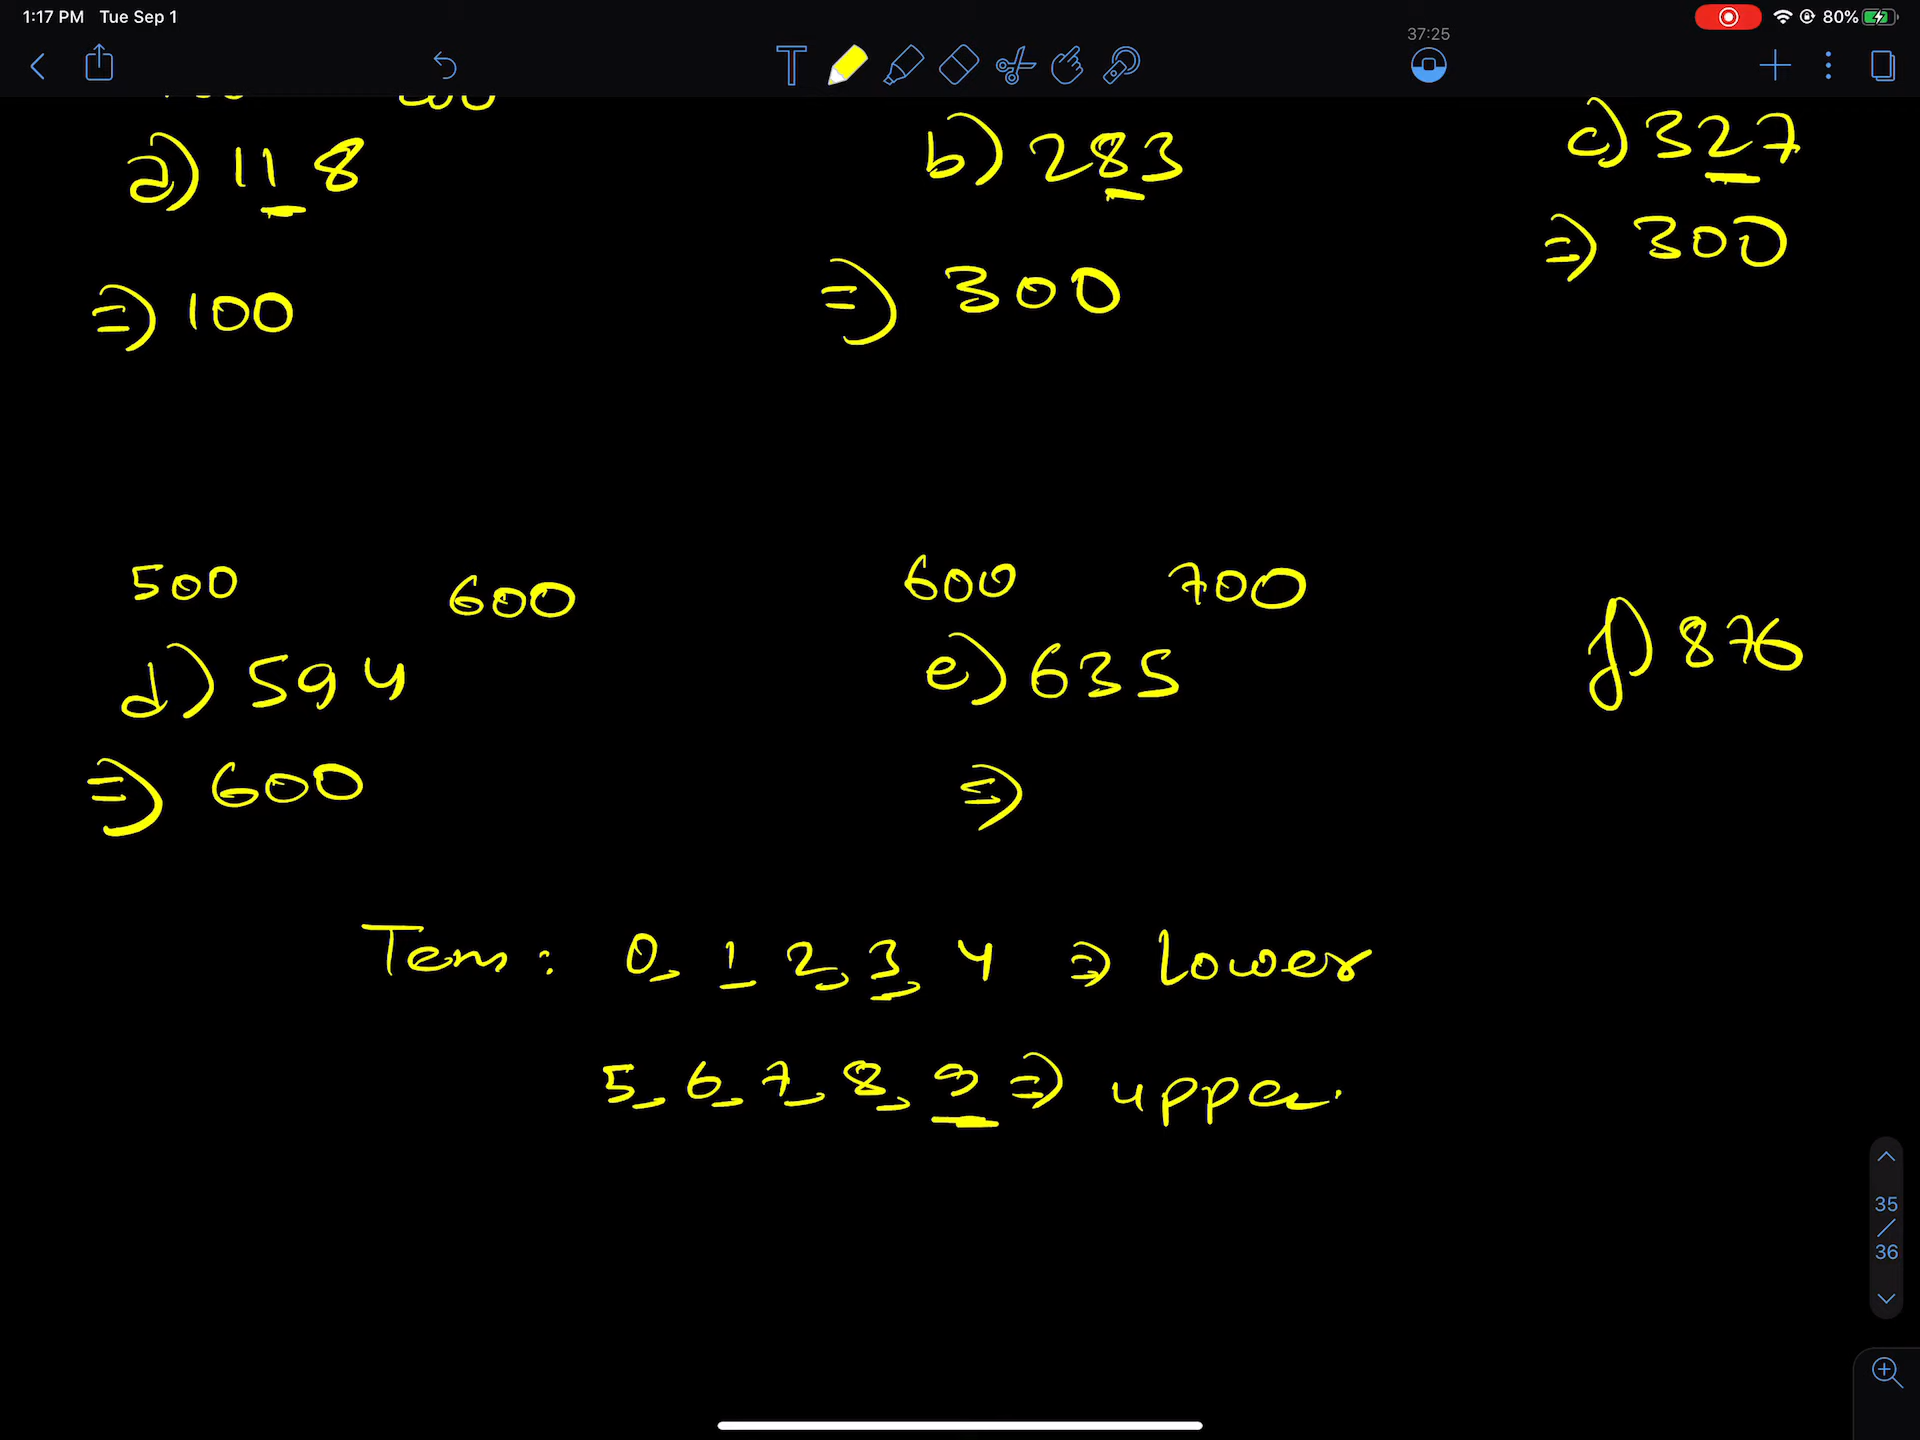 1:17 PM Tue Sep 1
80%
37:25
a) 118
b) 283
c) 327
=> 100
=> 300
=> 300
500 600
600 700
d) 594
e) 635
f) 876
=> 600
=>
Tens: 0, 1 2, 3, 4 => Lower
5, 6, 7, 8, 9 => upper.
35
/
36